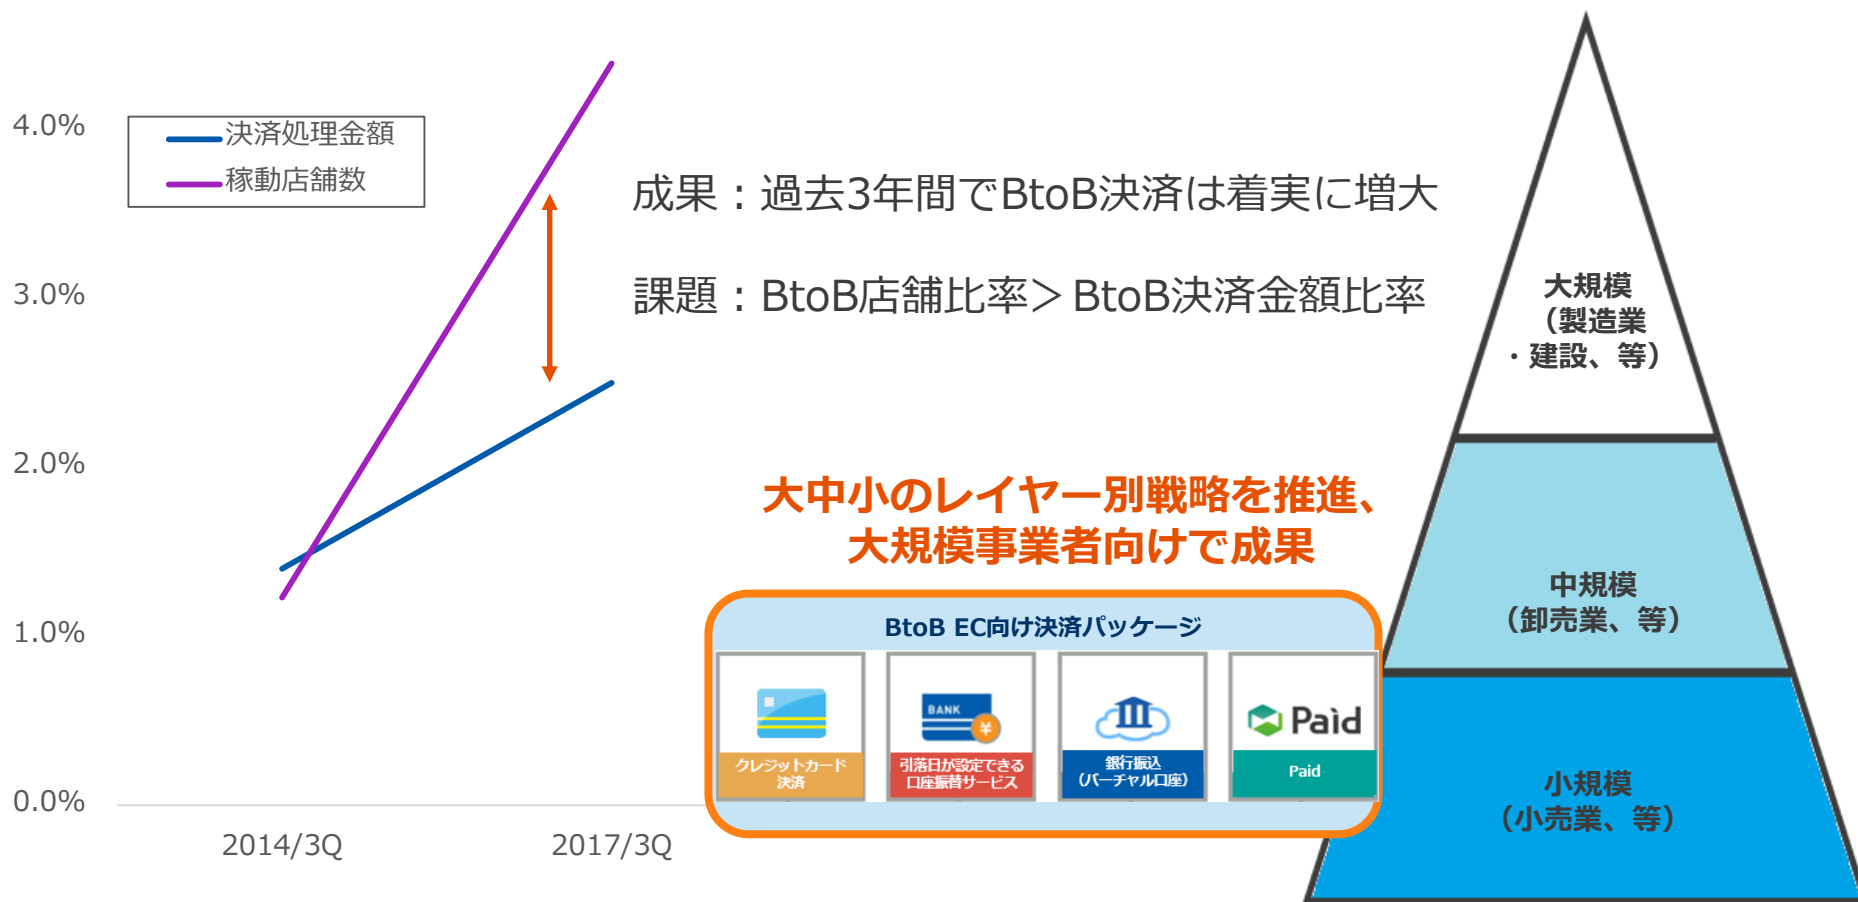 4.0%
3.0%
2.0%
1.0%
0.0%
2014/3Q
2017/3Q
決済処理金額
稼動店舗数
成果：過去3年間でBtoB決済は着実に増大
課題：BtoB店舗比率＞BtoB決済金額比率
大中小のレイヤー別戦略を推進、
大規模事業者向けで成果
BtoB EC向け決済パッケージ
クレジットカード
決済
BANK
¥
引落日が設定できる
口座振替サービス
銀行振込
（バーチャル口座）
Paid
Paid
大規模
（製造業
・建設、等）
中規模
（卸売業、等）
小規模
（小売業、等）